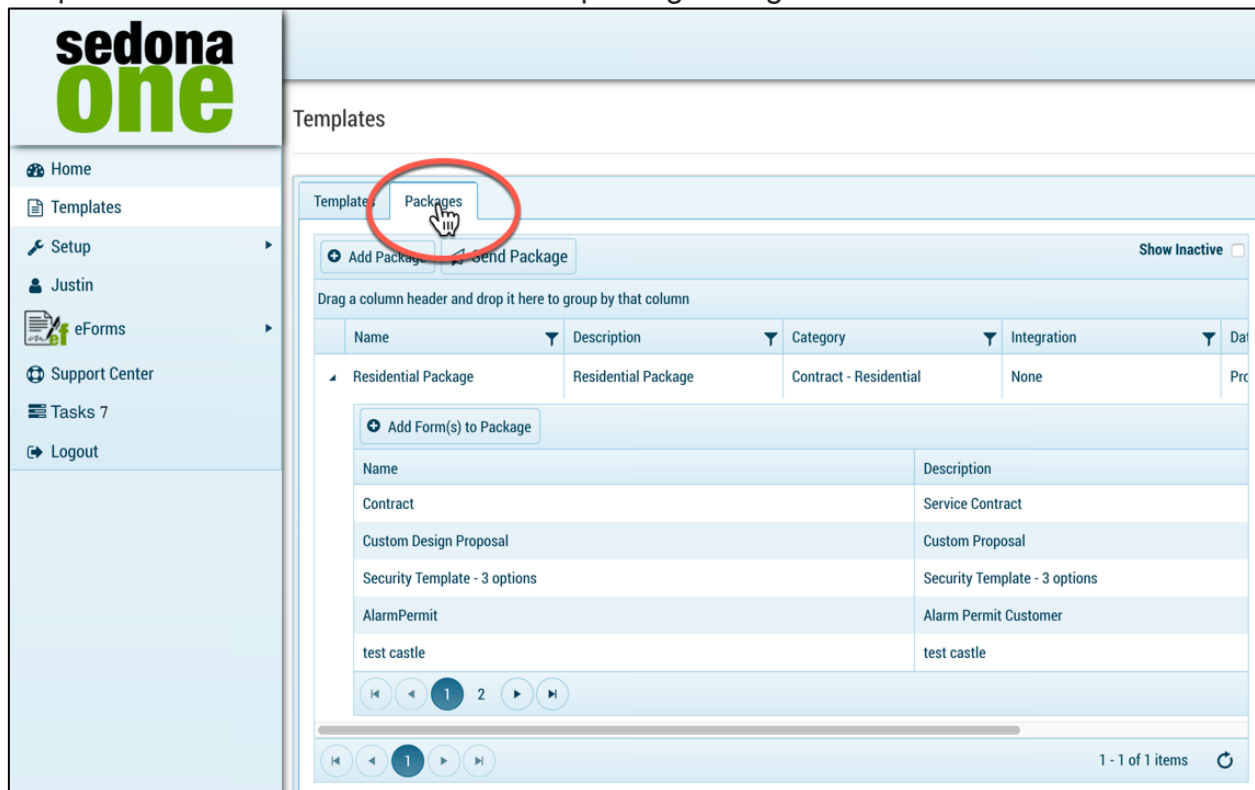 sedona
one
Templates
Home
Templates
Setup
Justin
eForms
Support Center
Tasks 7
Logout
Templates Packages
Add Package Send Package Show Inactive
Drag a column header and drop it here to group by that column
Name Description Category Integration
Residential Package Residential Package Contract - Residential None
Add Form(s) to Package
Name Description
Contract Service Contract
Custom Design Proposal Custom Proposal
Security Template - 3 options Security Template - 3 options
AlarmPermit Alarm Permit Customer
test castle test castle
1 2
1 1 - 1 of 1 items